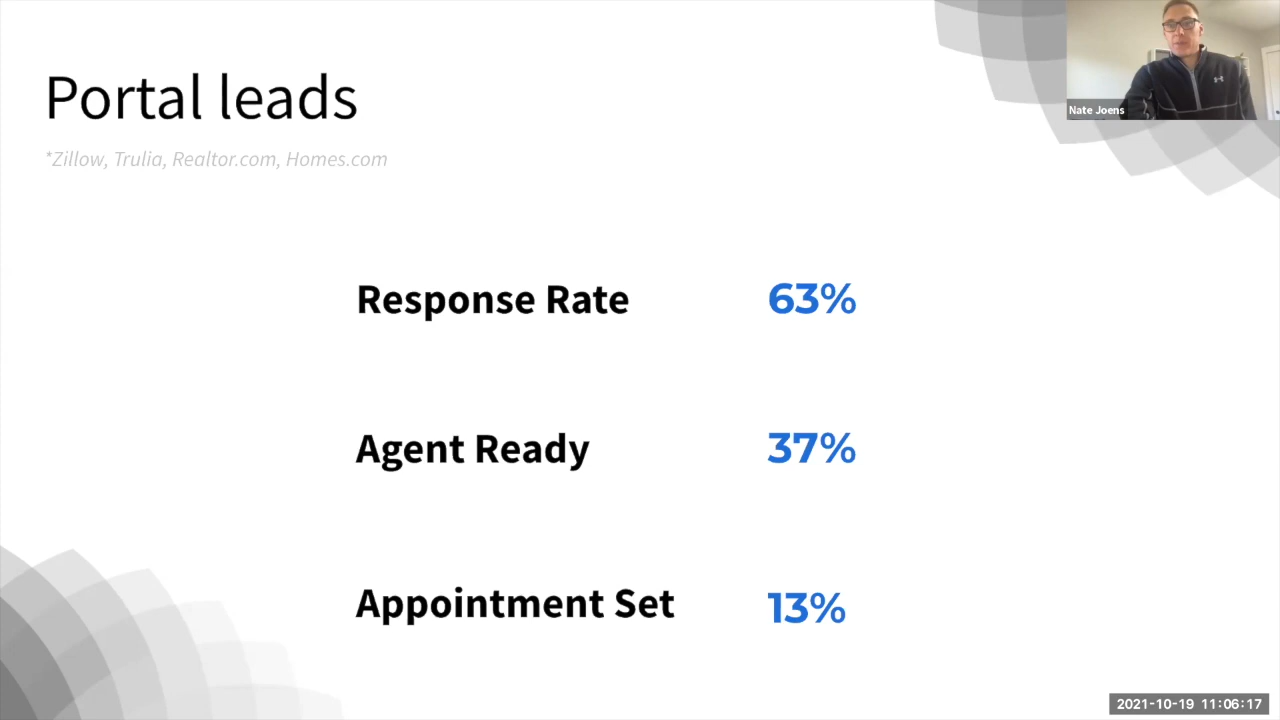 Portal leads
*Zillow, Trulia, Realtor.com, Homes.com
Nate Joens
Response Rate 63%
Agent Ready 37%
Appointment Set 13%
2021-10-19 11:06:17